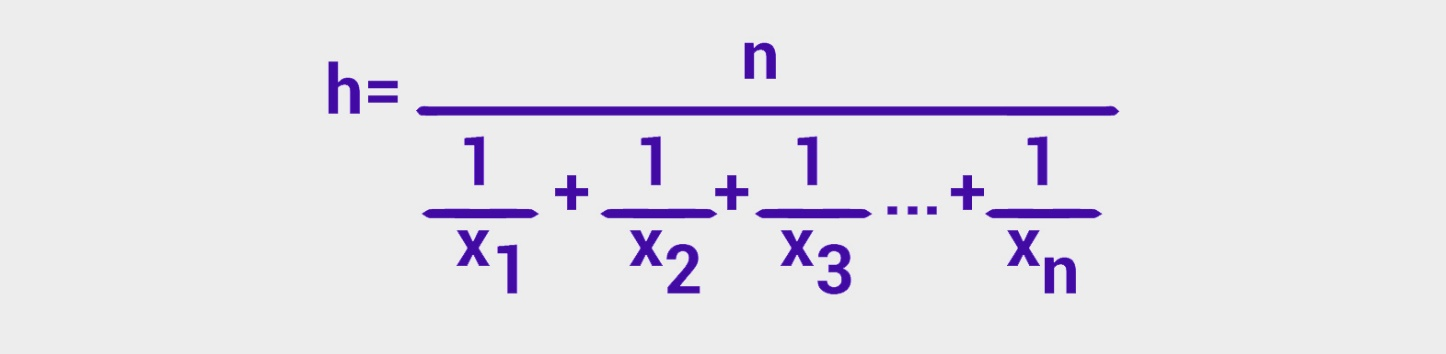 n
h=
1 + 1 + 1 ... + 1
x1 x2 x3 xn